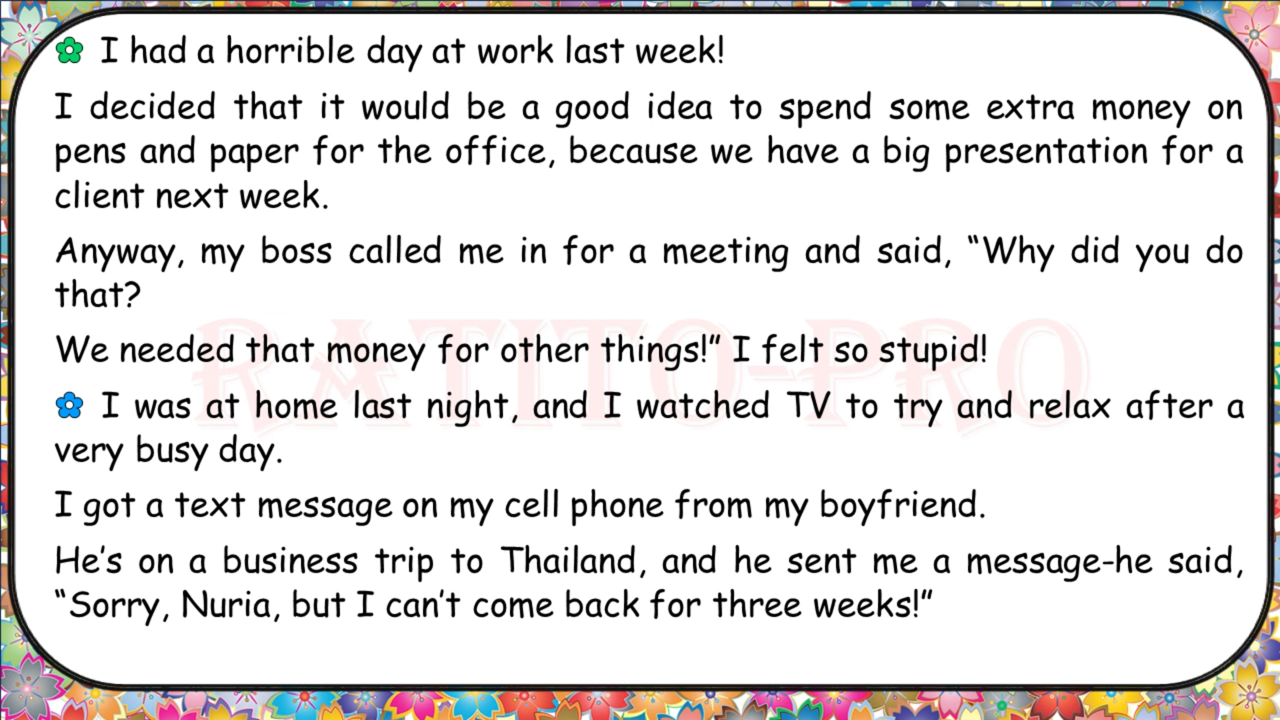 I had a horrible day at work last week!
I decided that it would be a good idea to spend some extra money on
pens and paper for the office, because we have a big presentation for a
client next week.
Anyway, my boss called me in for a meeting and said, “Why did you do
that?
We needed that money for other things!” I felt so stupid!
RATITO-PRO
I was at home last night, and I watched TV to try and relax after a
very busy day.
I got a text message on my cell phone from my boyfriend.
He’s on a business trip to Thailand, and he sent me a message-he said,
“Sorry, Nuria, but I can’t come back for three weeks!”